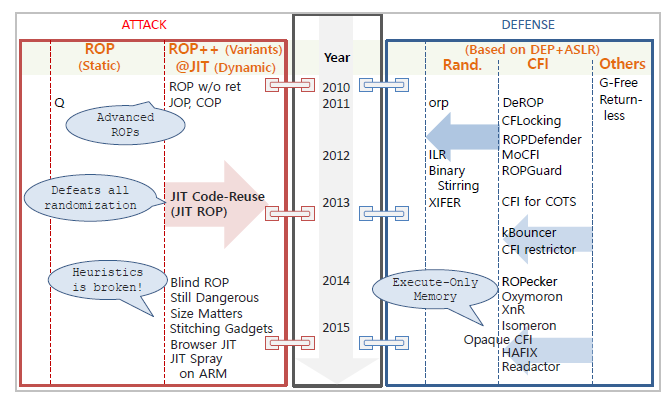 ATTACK
DEFENSE
ROP
(Static)
ROP++ (Variants)
@JIT (Dynamic)
Year
(Based on DEP+ASLR)
Rand.
CFI
Others
ROP w/o ret
Q
JOP, COP
Advanced
ROPs
Defeats all
randomization
JIT Code-Reuse
(JIT ROP)
Heuristics
is broken!
Blind ROP
Still Dangerous
Size Matters
Stitching Gadgets
Browser JIT
JIT Spray
on ARM
2010
2011
2012
2013
2014
2015
orp
ILR
Binary
Stirring
XIFER
Execute-Only
Memory
DeROP
CFLocking
ROPDefender
MoCFI
ROPGuard
CFI for COTS
kBouncer
CFI restrictor
ROPecker
Oxymoron
XnR
Isomeron
Opaque CFI
HAFIX
Readactor
G-Free
Return-
less